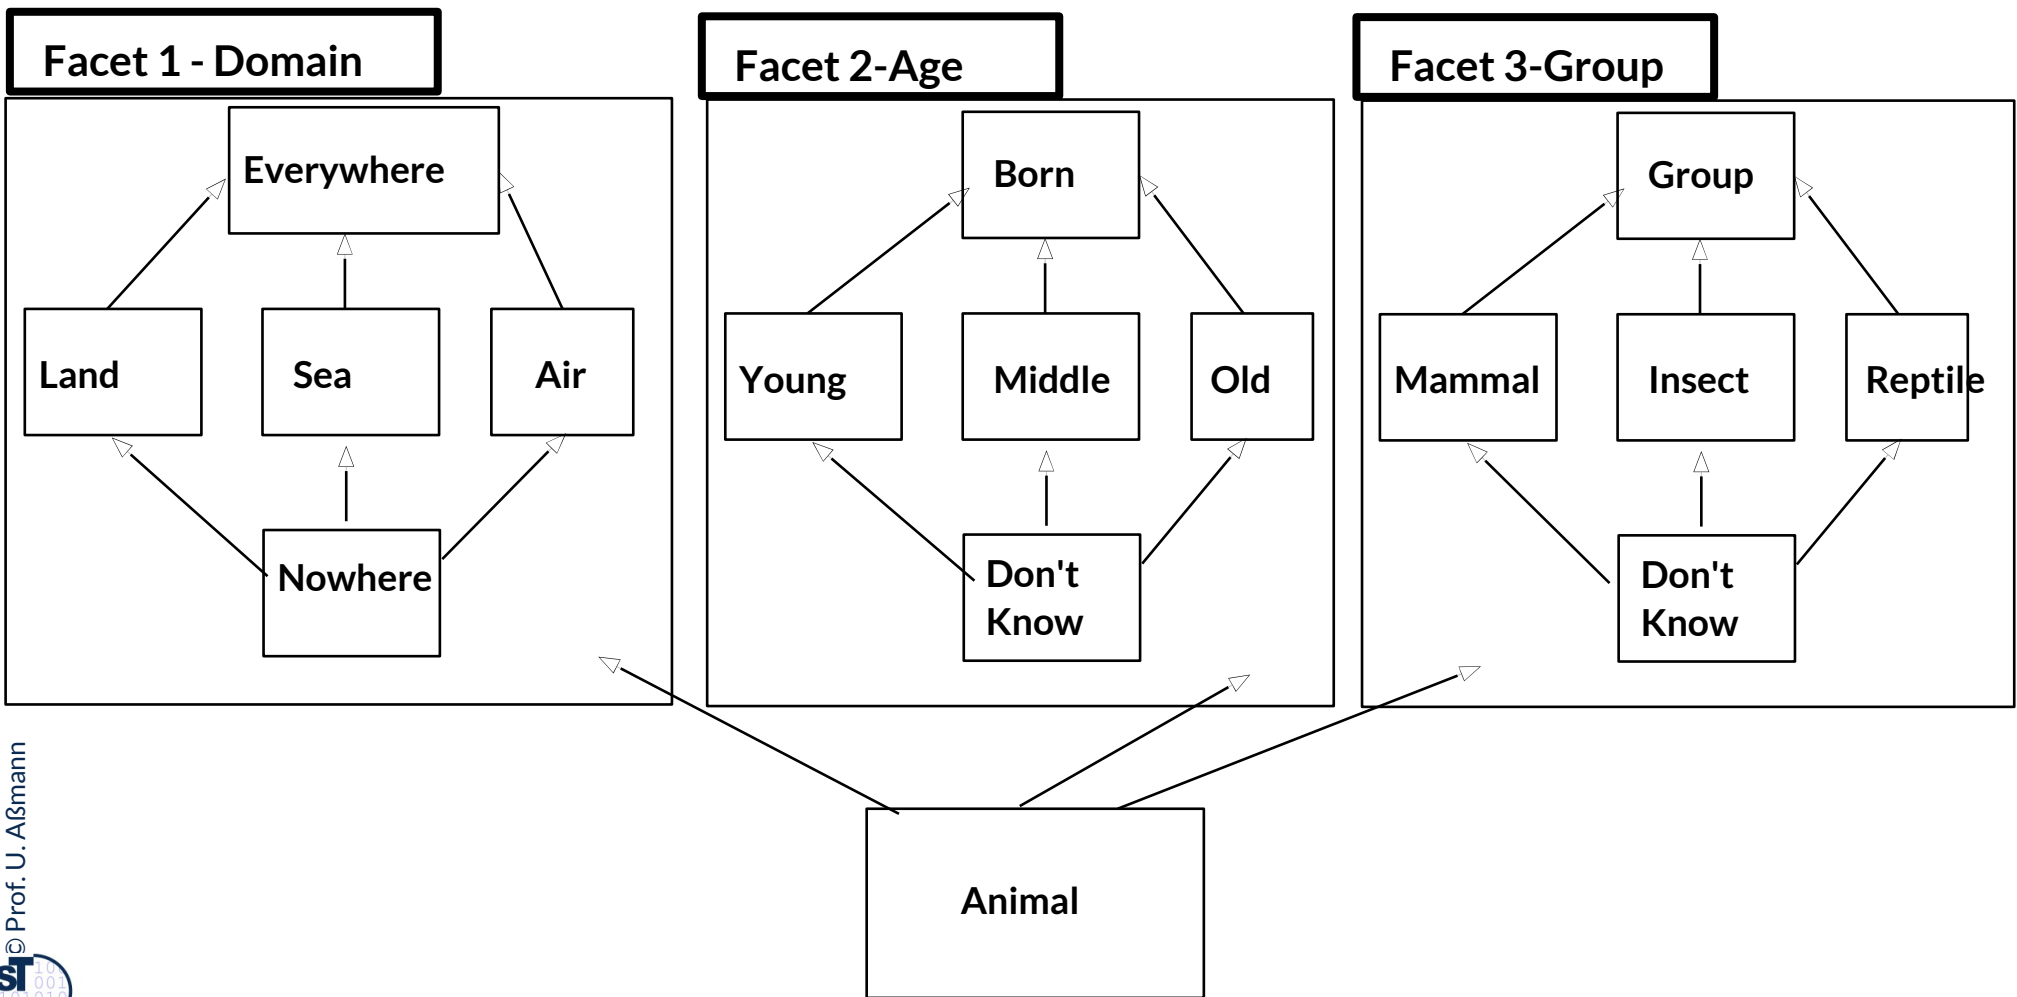 Facet 1 - Domain
Everywhere
Land
Sea
Air
Nowhere
Facet 2-Age
Born
Young
Middle
Old
Don't
Know
Facet 3-Group
Group
Mammal
Insect
Reptile
Don't
Know
Animal
© Prof. U. Aßmann
ST